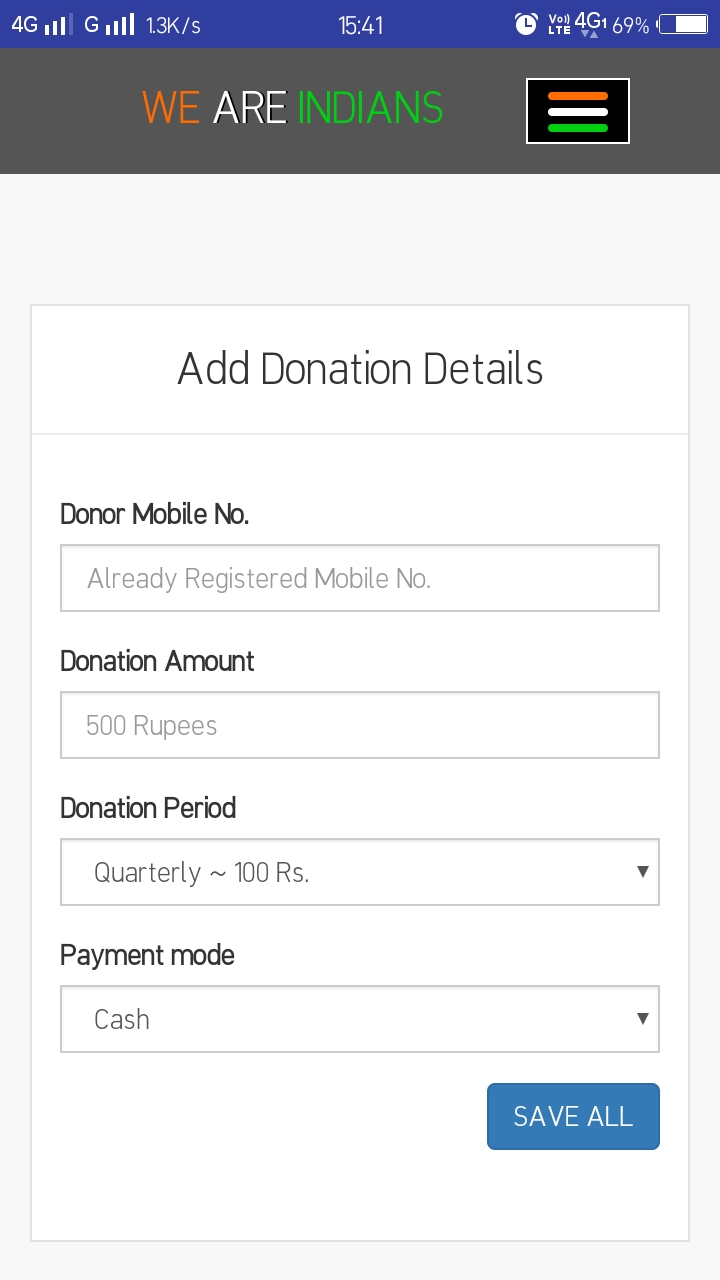 4G G 1.3K/s 15:41 Vo)) LTE 4G1 69%
WE ARE INDIANS
Add Donation Details
Donor Mobile No.
Already Registered Mobile No.
Donation Amount
500 Rupees
Donation Period
Quarterly ~ 100 Rs.
Payment mode
Cash
SAVE ALL